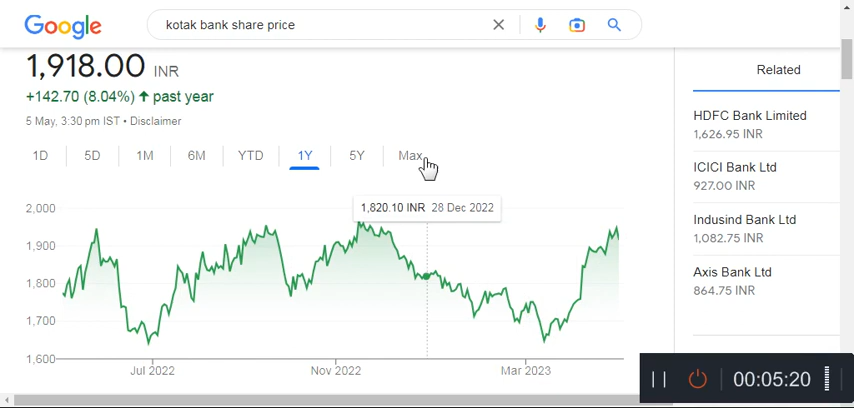 Google
kotak bank share price
1,918.00 INR
+142.70 (8.04%) ↑ past year
5 May, 3:30 pm IST • Disclaimer
1D 5D 1M 6M YTD 1Y 5Y Max
1,820.10 INR 28 Dec 2022
2,000
1,900
1,800
1,700
1,600
Jul 2022 Nov 2022 Mar 2023
Related
HDFC Bank Limited
1,626.95 INR
ICICI Bank Ltd
927.00 INR
Indusind Bank Ltd
1,082.75 INR
Axis Bank Ltd
864.75 INR
00:05:20